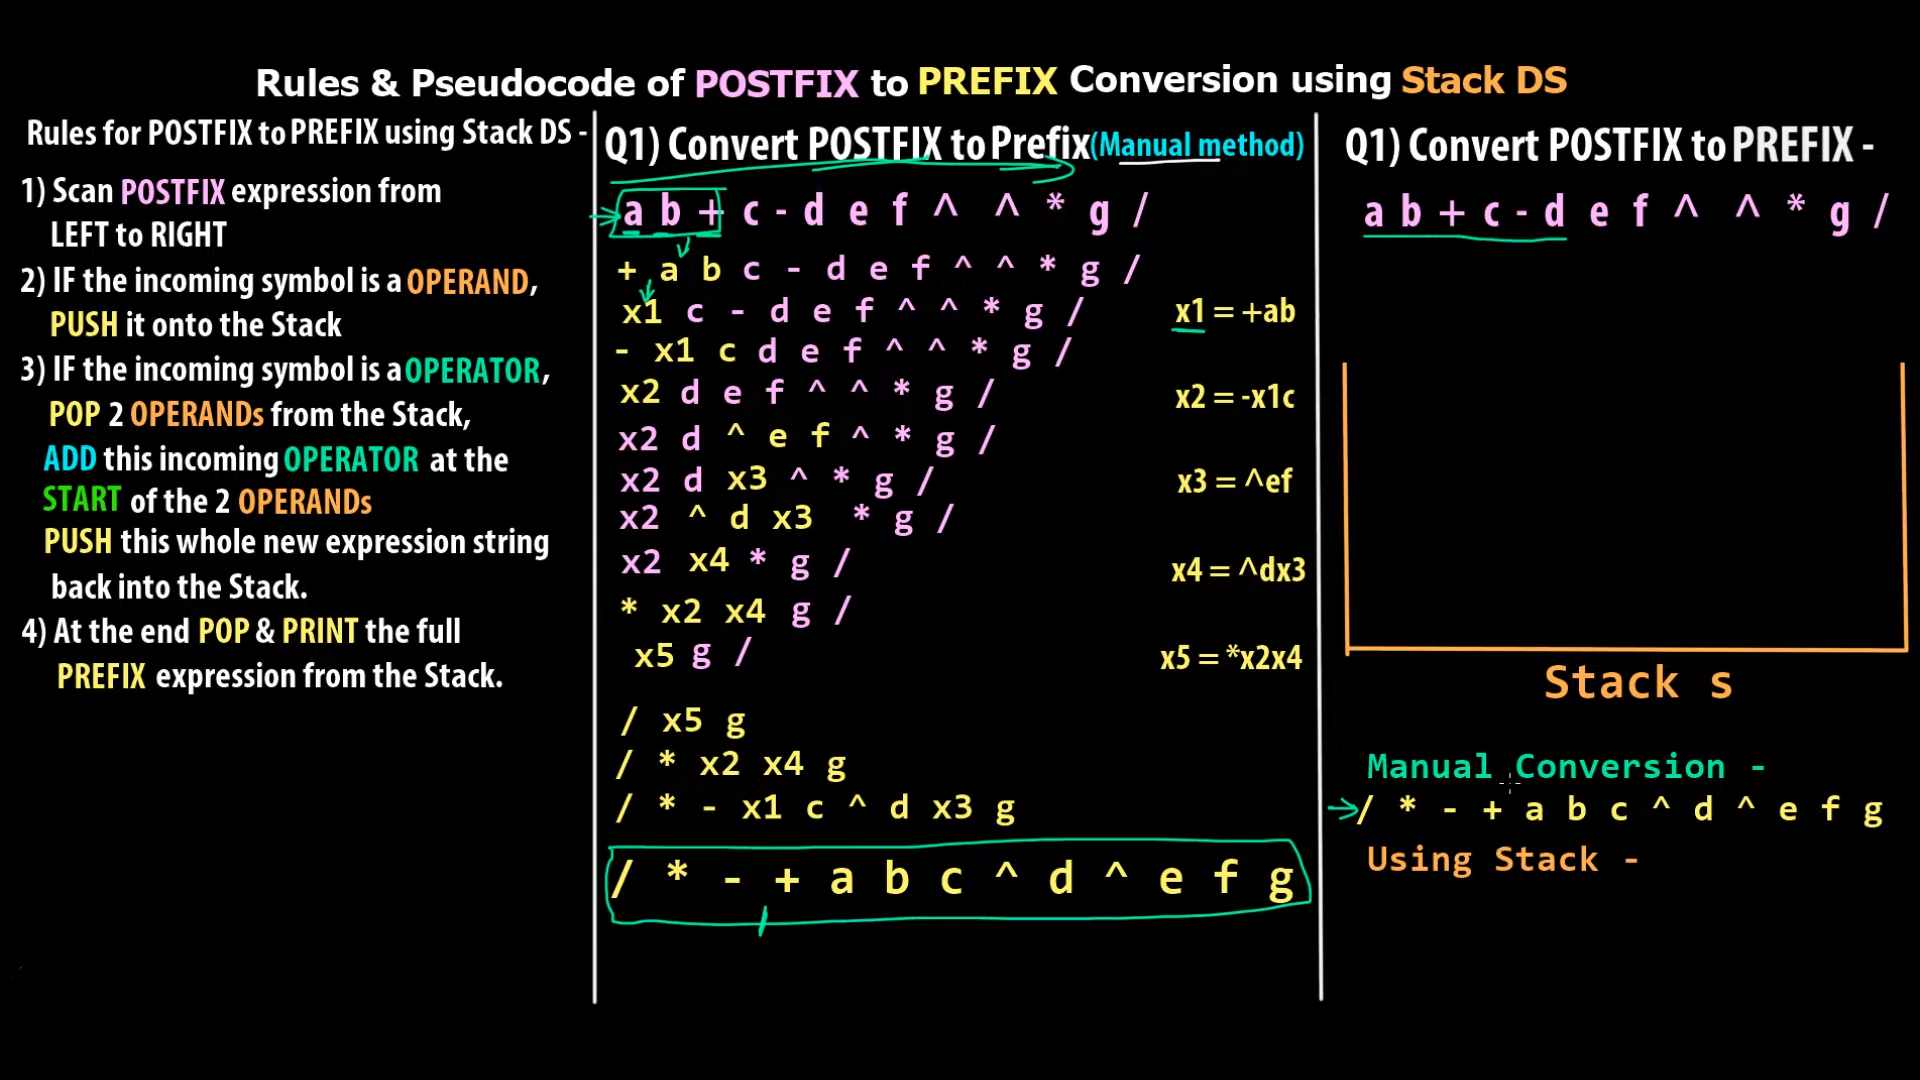 Rules & Pseudocode of POSTFIX to PREFIX Conversion using Stack DS
Rules for POSTFIX to PREFIX using Stack DS -
1) Scan POSTFIX expression from
LEFT to RIGHT
2) IF the incoming symbol is a OPERAND,
PUSH it onto the Stack
3) IF the incoming symbol is a OPERATOR,
POP 2 OPERANDs from the Stack,
ADD this incoming OPERATOR at the
START of the 2 OPERANDs
PUSH this whole new expression string
back into the Stack.
4) At the end POP & PRINT the full
PREFIX expression from the Stack.
Q1) Convert POSTFIX to Prefix(Manual method)
a b + c - d e f ^ ^ * g /
+ a b c - d e f ^ ^ * g /
x1 c - d e f ^ ^ * g /
x1 = +ab
- x1 c d e f ^ ^ * g /
x2 d e f ^ ^ * g /
x2 = -x1c
x2 d ^ e f ^ * g /
x2 d x3 ^ * g /
x3 = ^ef
x2 ^ d x3 * g /
x2 x4 * g /
x4 = ^dx3
* x2 x4 g /
x5 g /
x5 = *x2x4
/ x5 g
/ * x2 x4 g
/ * - x1 c ^ d x3 g
/ * - + a b c ^ d ^ e f g
Q1) Convert POSTFIX to PREFIX -
a b + c - d e f ^ ^ * g /
Stack s
Manual Conversion -
/ * - + a b c ^ d ^ e f g
Using Stack -